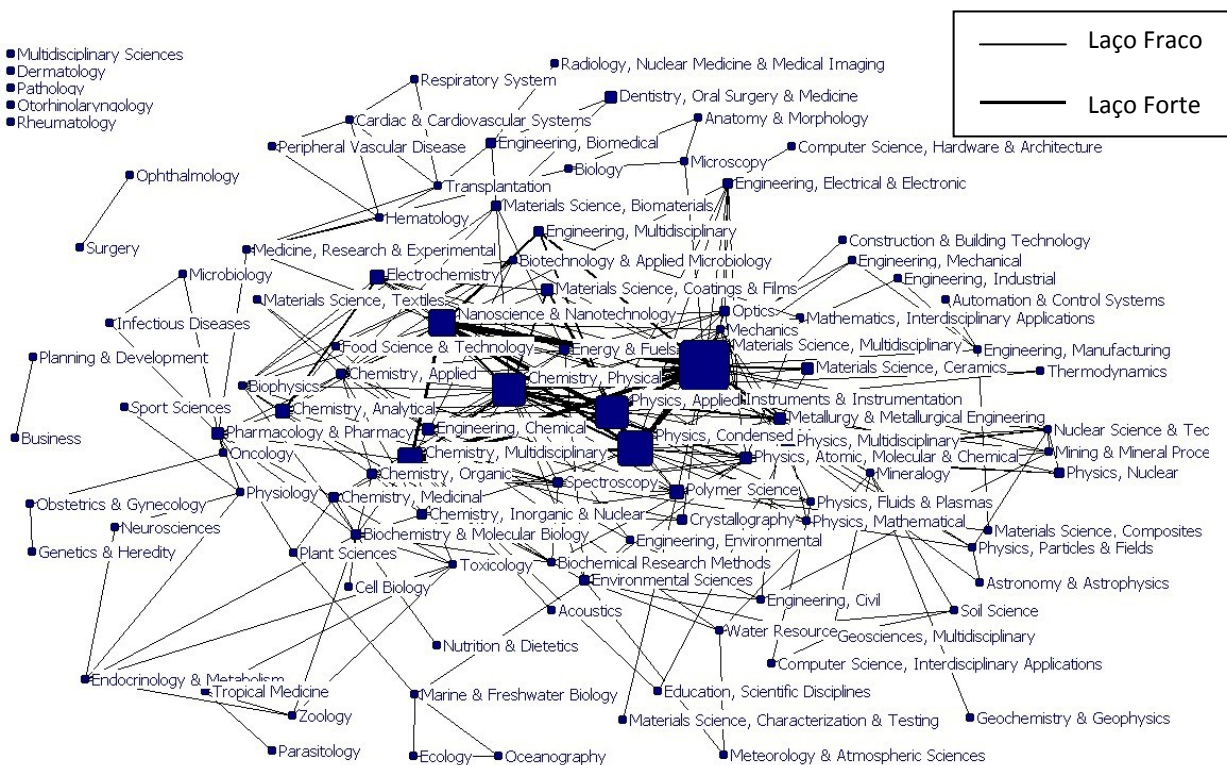 Laço Fraco
Laço Forte
Multidisciplinary Sciences
Dermatology
Pathology
Otorhinolaryngology
Rheumatology
Radiology, Nuclear Medicine & Medical Imaging
Respiratory System
Dentistry, Oral Surgery & Medicine
Cardiac & Cardiovascular Systems
Anatomy & Morphology
Peripheral Vascular Disease
Engineering, Biomedical
Computer Science, Hardware & Architecture
Microscopy
Biology
Ophthalmology
Transplantation
Engineering, Electrical & Electronic
Materials Science, Biomaterials
Hematology
Engineering, Multidisciplinary
Construction & Building Technology
Surgery
Medicine, Research & Experimental
Biotechnology & Applied Microbiology
Engineering, Mechanical
Microbiology
Electrochemistry
Engineering, Industrial
Materials Science, Coatings & Films
Materials Science, Textiles
Automation & Control Systems
Optics
Nanoscience & Nanotechnology
Mathematics, Interdisciplinary Applications
Infectious Diseases
Mechanics
Food Science & Technology
Energy & Fuels
Materials Science, Multidisciplinary
Engineering, Manufacturing
Planning & Development
Materials Science, Ceramics
Thermodynamics
Chemistry, Applied
Chemistry, Physical
Biophysics
Physics, Applied
Instruments & Instrumentation
Sport Sciences
Chemistry, Analytical
Metallurgy & Metallurgical Engineering
Business
Pharmacology & Pharmacy
Engineering, Chemical
Nuclear Science & Tec
Physics, Condensed
Physics, Multidisciplinary
Oncology
Chemistry, Multidisciplinary
Mining & Mineral Proce
Physics, Atomic, Molecular & Chemical
Chemistry, Organic
Mineralogy
Physics, Nuclear
Spectroscopy
Physiology
Polymer Science
Chemistry, Medicinal
Obstetrics & Gynecology
Physics, Fluids & Plasmas
Chemistry, Inorganic & Nuclear
Crystallography
Physics, Mathematical
Neurosciences
Materials Science, Composites
Biochemistry & Molecular Biology
Engineering, Environmental
Physics, Particles & Fields
Genetics & Heredity
Plant Sciences
Toxicology
Biochemical Research Methods
Environmental Sciences
Cell Biology
Astronomy & Astrophysics
Engineering, Civil
Acoustics
Soil Science
Water Resource
Geosciences, Multidisciplinary
Nutrition & Dietetics
Computer Science, Interdisciplinary Applications
Endocrinology & Metabolism
Tropical Medicine
Marine & Freshwater Biology
Education, Scientific Disciplines
Zoology
Materials Science, Characterization & Testing
Geochemistry & Geophysics
Parasitology
Ecology
Oceanography
Meteorology & Atmospheric Sciences